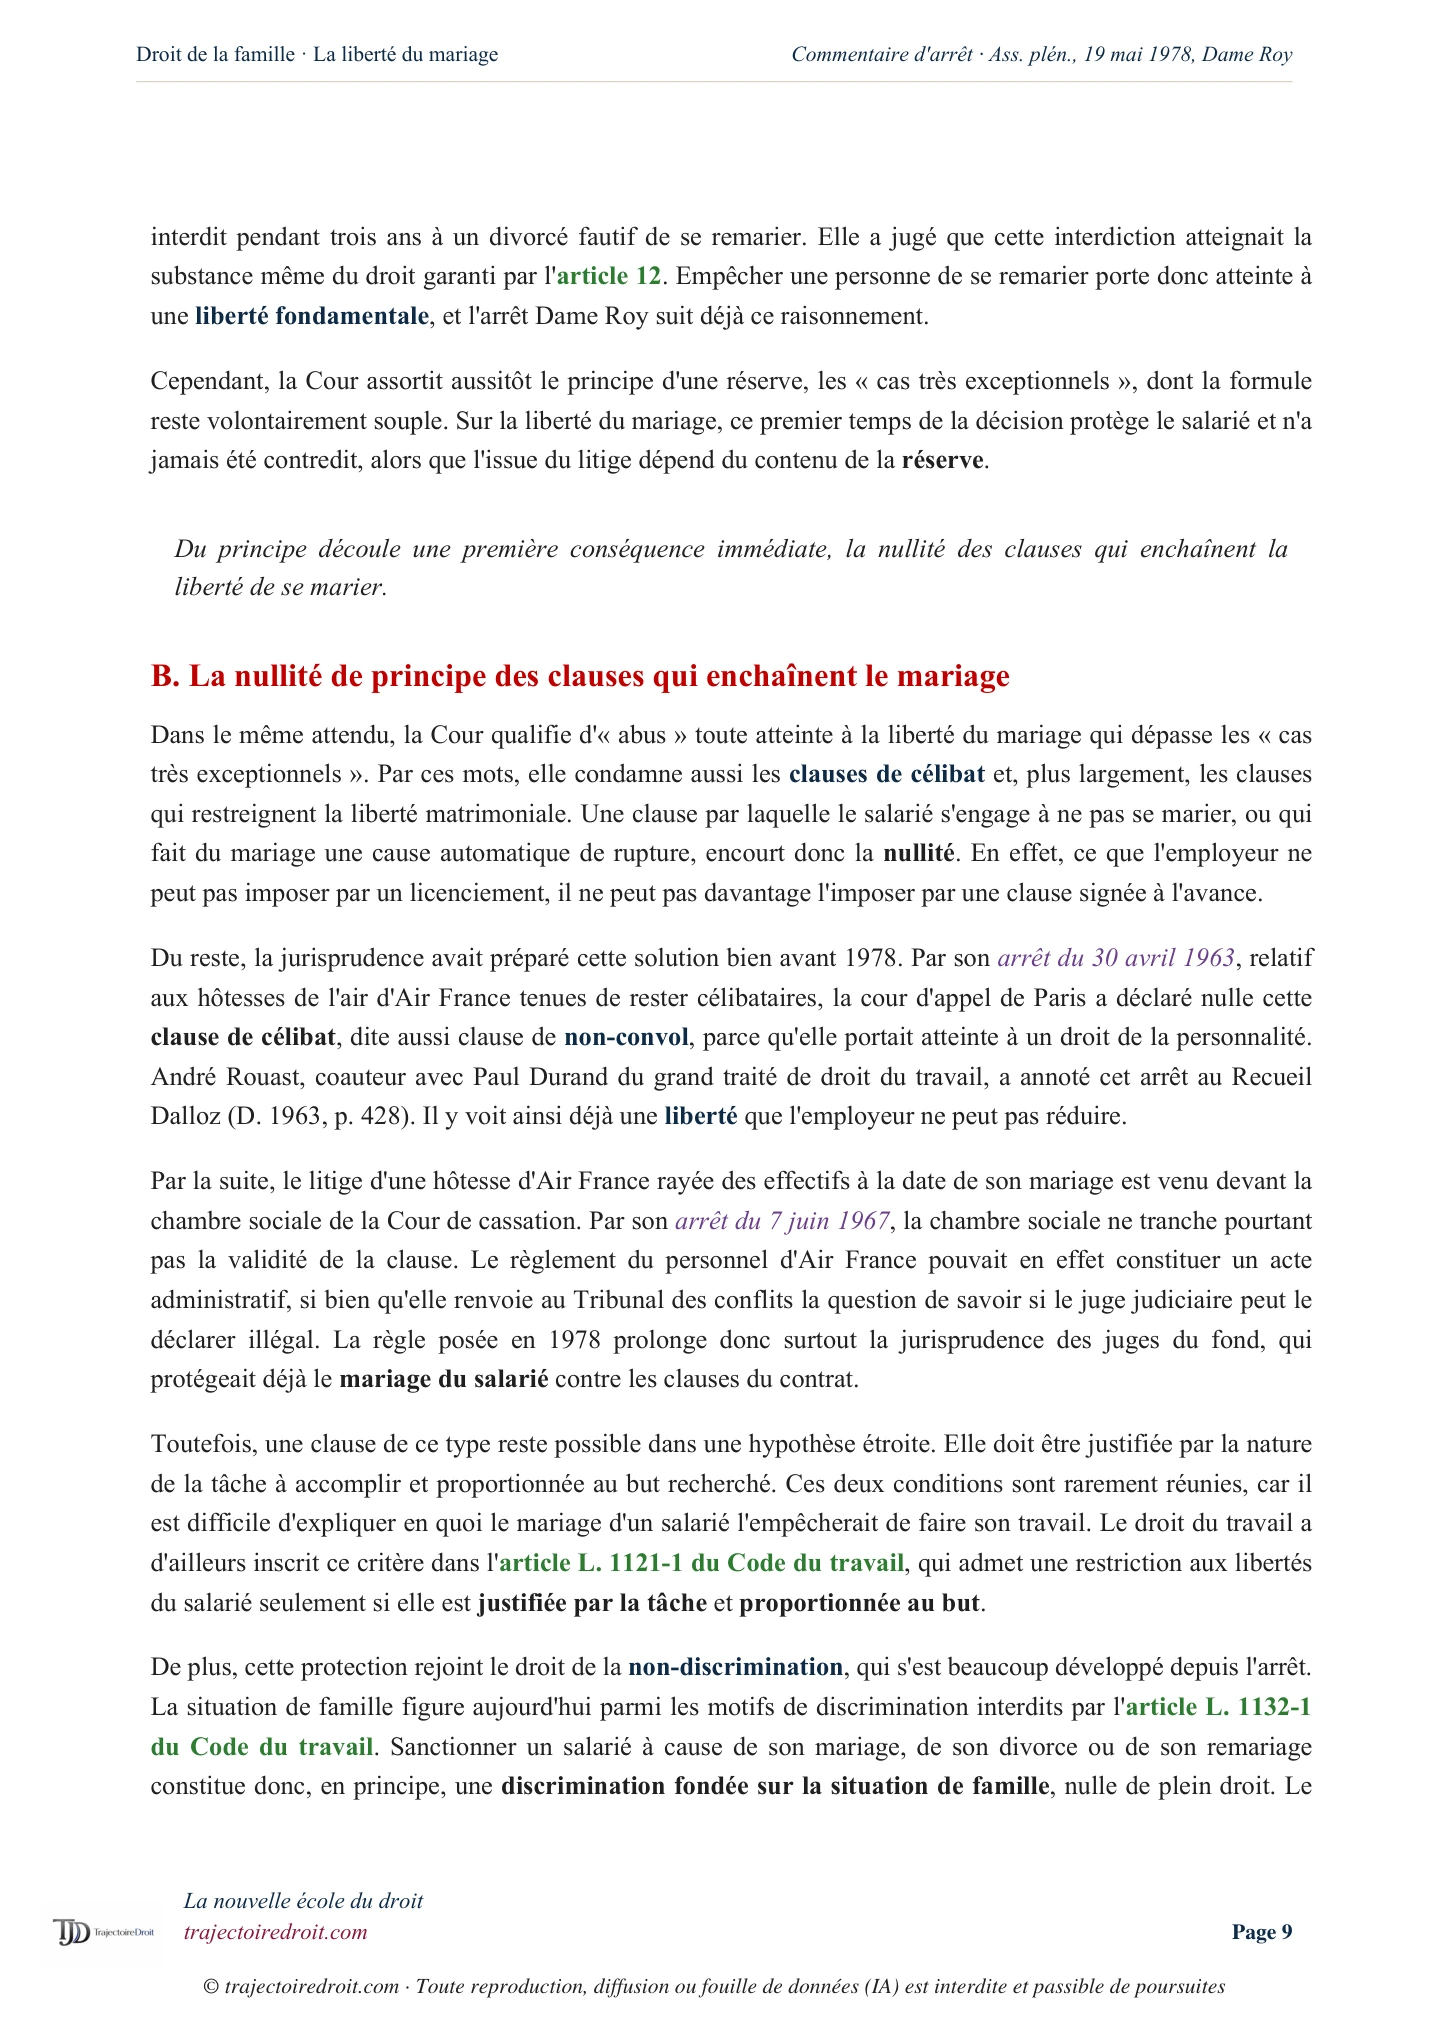 Droit de la famille · La liberté du mariage
Commentaire d'arrêt · Ass. plén., 19 mai 1978, Dame Roy
interdit pendant trois ans à un divorcé fautif de se remarier. Elle a jugé que cette interdiction atteignait la
substance même du droit garanti par l'article 12. Empêcher une personne de se remarier porte donc atteinte à
une liberté fondamentale, et l'arrêt Dame Roy suit déjà ce raisonnement.
Cependant, la Cour assortit aussitôt le principe d'une réserve, les « cas très exceptionnels », dont la formule
reste volontairement souple. Sur la liberté du mariage, ce premier temps de la décision protège le salarié et n'a
jamais été contredit, alors que l'issue du litige dépend du contenu de la réserve.
Du principe découle une première conséquence immédiate, la nullité des clauses qui enchaînent la
liberté de se marier.
B. La nullité de principe des clauses qui enchaînent le mariage
Dans le même attendu, la Cour qualifie d'« abus » toute atteinte à la liberté du mariage qui dépasse les « cas
très exceptionnels ». Par ces mots, elle condamne aussi les clauses de célibat et, plus largement, les clauses
qui restreignent la liberté matrimoniale. Une clause par laquelle le salarié s'engage à ne pas se marier, ou qui
fait du mariage une cause automatique de rupture, encourt donc la nullité. En effet, ce que l'employeur ne
peut pas imposer par un licenciement, il ne peut pas davantage l'imposer par une clause signée à l'avance.
Du reste, la jurisprudence avait préparé cette solution bien avant 1978. Par son arrêt du 30 avril 1963, relatif
aux hôtesses de l'air d'Air France tenues de rester célibataires, la cour d'appel de Paris a déclaré nulle cette
clause de célibat, dite aussi clause de non-convol, parce qu'elle portait atteinte à un droit de la personnalité.
André Rouast, coauteur avec Paul Durand du grand traité de droit du travail, a annoté cet arrêt au Recueil
Dalloz (D. 1963, p. 428). Il y voit ainsi déjà une liberté que l'employeur ne peut pas réduire.
Par la suite, le litige d'une hôtesse d'Air France rayée des effectifs à la date de son mariage est venu devant la
chambre sociale de la Cour de cassation. Par son arrêt du 7 juin 1967, la chambre sociale ne tranche pourtant
pas la validité de la clause. Le règlement du personnel d'Air France pouvait en effet constituer un acte
administratif, si bien qu'elle renvoie au Tribunal des conflits la question de savoir si le juge judiciaire peut le
déclarer illégal. La règle posée en 1978 prolonge donc surtout la jurisprudence des juges du fond, qui
protégeait déjà le mariage du salarié contre les clauses du contrat.
Toutefois, une clause de ce type reste possible dans une hypothèse étroite. Elle doit être justifiée par la nature
de la tâche à accomplir et proportionnée au but recherché. Ces deux conditions sont rarement réunies, car il
est difficile d'expliquer en quoi le mariage d'un salarié l'empêcherait de faire son travail. Le droit du travail a
d'ailleurs inscrit ce critère dans l'article L. 1121-1 du Code du travail, qui admet une restriction aux libertés
du salarié seulement si elle est justifiée par la tâche et proportionnée au but.
De plus, cette protection rejoint le droit de la non-discrimination, qui s'est beaucoup développé depuis l'arrêt.
La situation de famille figure aujourd'hui parmi les motifs de discrimination interdits par l'article L. 1132-1
du Code du travail. Sanctionner un salarié à cause de son mariage, de son divorce ou de son remariage
constitue donc, en principe, une discrimination fondée sur la situation de famille, nulle de plein droit. Le
La nouvelle école du droit
TJD TrajectoireDroit trajectoiredroit.com
Page 9
© trajectoiredroit.com · Toute reproduction, diffusion ou fouille de données (IA) est interdite et passible de poursuites